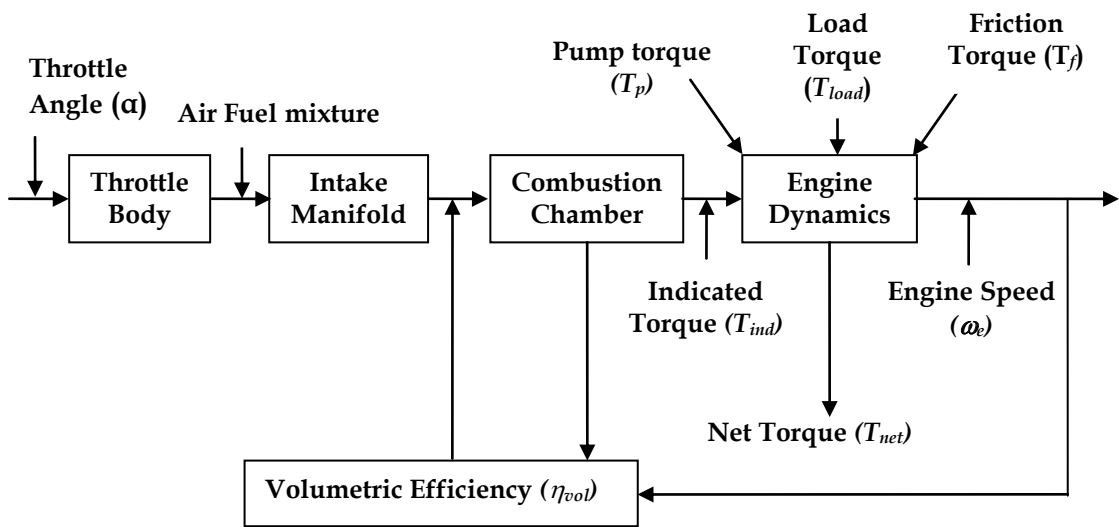 Throttle
Angle (α)
Air Fuel mixture
Pump torque
(Tp)
Load
Torque
(Tload)
Friction
Torque (Tf)
Throttle
Body
Intake
Manifold
Combustion
Chamber
Engine
Dynamics
Indicated
Torque (Tind)
Engine Speed
(ωe)
Net Torque (Tnet)
Volumetric Efficiency (ηvol)